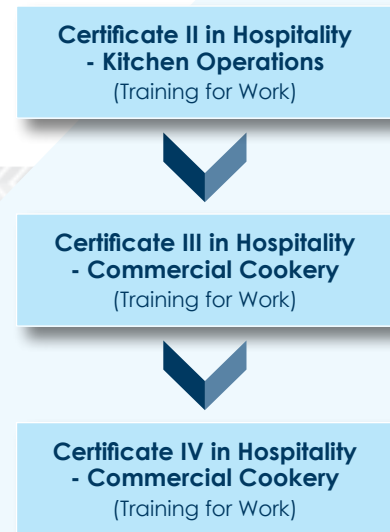 Certificate II in Hospitality
- Kitchen Operations
(Training for Work)
Certificate III in Hospitality
- Commercial Cookery
(Training for Work)
Certificate IV in Hospitality
- Commercial Cookery
(Training for Work)